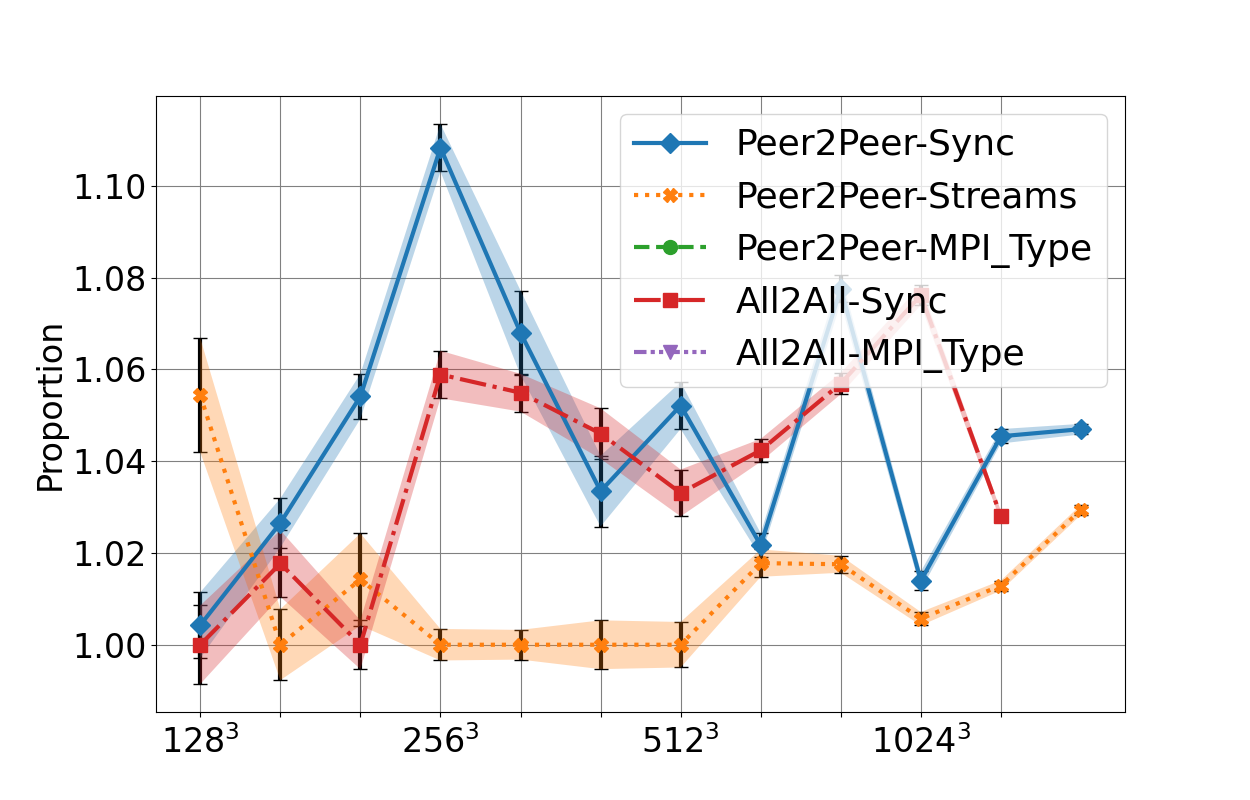 Proportion
1.10
1.08
1.06
1.04
1.02
1.00
128³
256³
512³
1024³
Peer2Peer-Sync
Peer2Peer-Streams
Peer2Peer-MPI_Type
All2All-Sync
All2All-MPI_Type